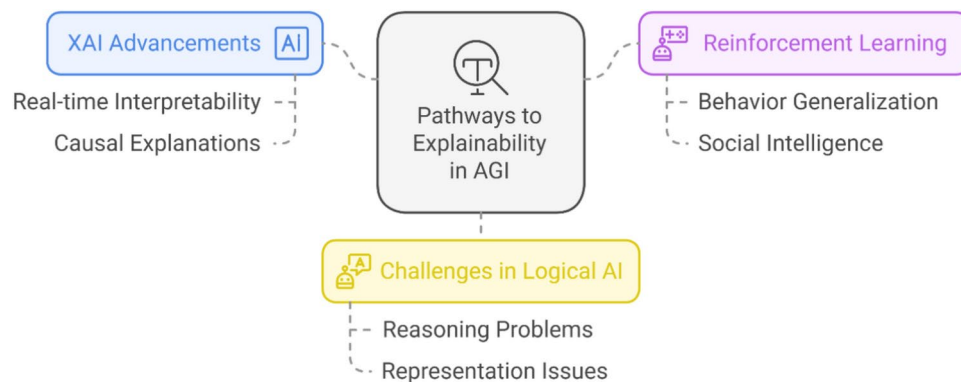 XAI Advancements
Ai
Real-time Interpretability
Causal Explanations
Pathways to
Explainability
in AGI
Reinforcement Learning
Behavior Generalization
Social Intelligence
A
Challenges in Logical AI
Reasoning Problems
Representation Issues